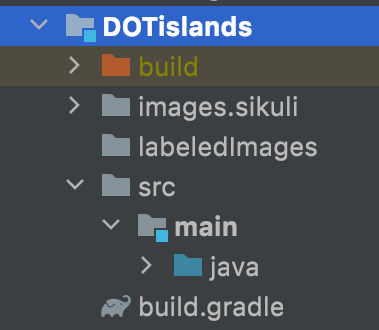 DOTislands
build
images.sikuli
labeledImages
src
main
java
build.gradle